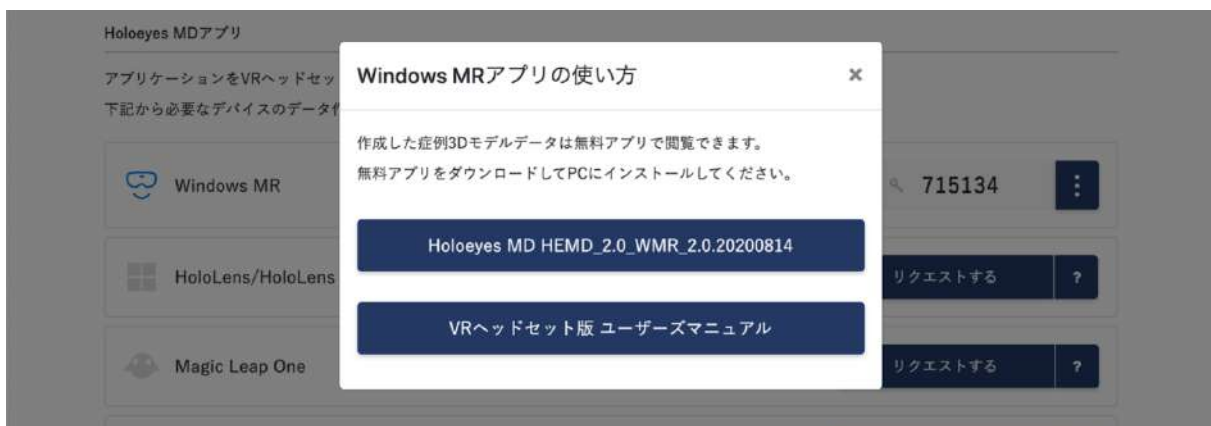 Holoeyes MDアプリ
Windows MRアプリの使い方
×
アプリケーションをVRヘッドセッ
下記から必要なデバイスのデータ
作成した症例3Dモデルデータは無料アプリで閲覧できます。
無料アプリをダウンロードしてPCにインストールしてください。
Windows MR
715134
Holoeyes MD HEMD_2.0_WMR_2.0.20200814
HoloLens/HoloLens
リクエストする
?
VRヘッドセット版 ユーザーズマニュアル
Magic Leap One
リクエストする
?